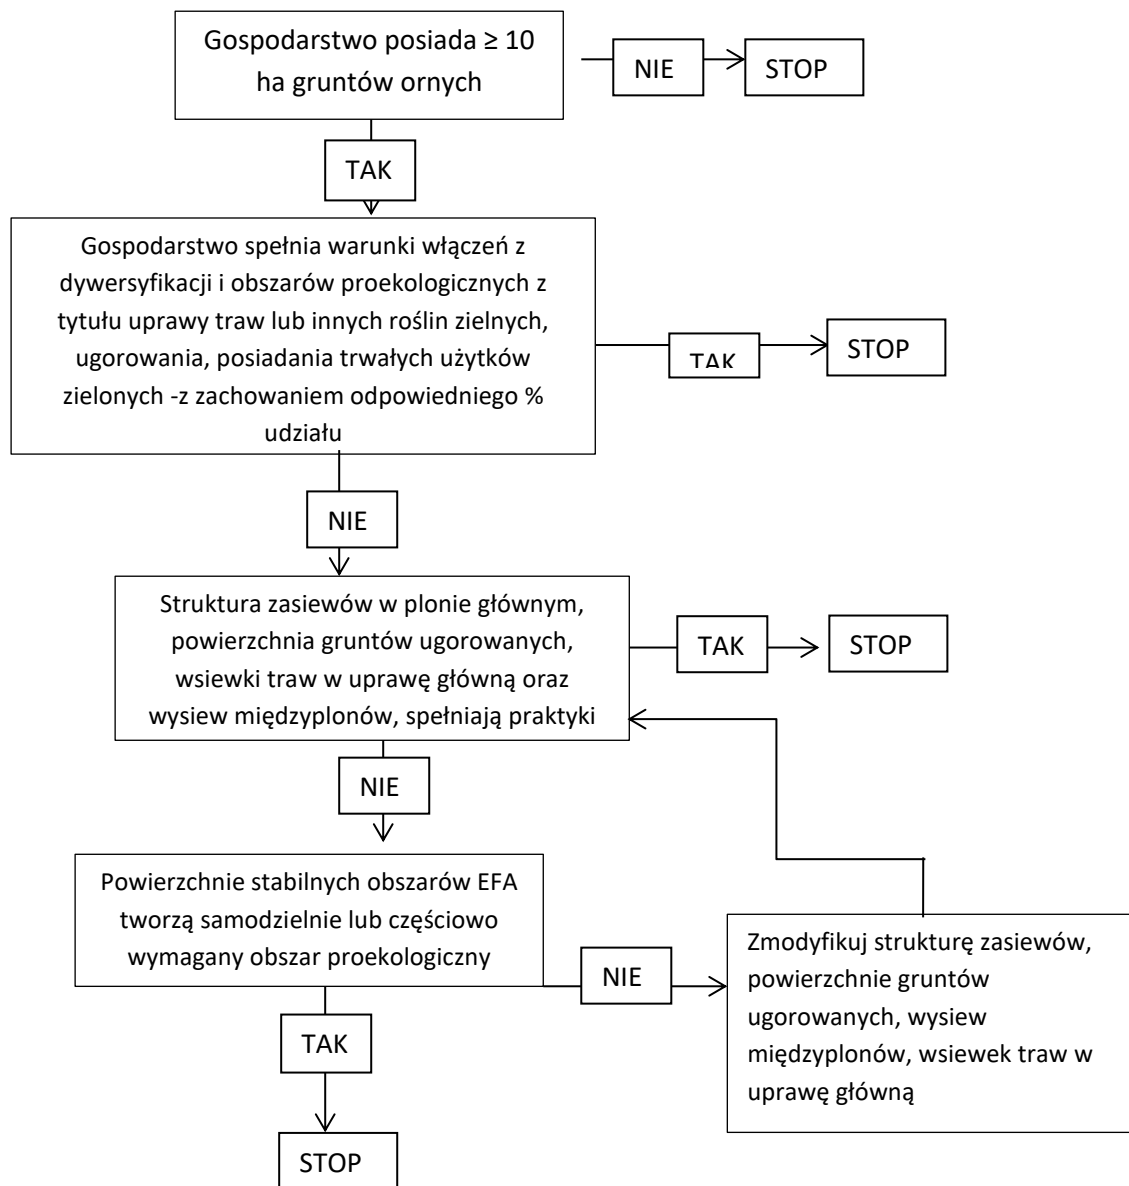 Gospodarstwo posiada ≥ 10
ha gruntów ornych
NIE
STOP
TAK
Gospodarstwo spełnia warunki włączeń z
dywersyfikacji i obszarów proekologicznych z
tytułu uprawy traw lub innych roślin zielnych,
ugorowania, posiadania trwałych użytków
zielonych -z zachowaniem odpowiedniego %
udziału
TAK
STOP
NIE
Struktura zasiewów w plonie głównym,
powierzchnia gruntów ugorowanych,
wsiewki traw w uprawę główną oraz
wysiew międzyplonów, spełniają praktyki
TAK
STOP
NIE
Powierzchnie stabilnych obszarów EFA
tworzą samodzielnie lub częściowo
wymagany obszar proekologiczny
NIE
Zmodyfikuj strukturę zasiewów,
powierzchnie gruntów
ugorowanych, wysiew
międzyplonów, wsiewek traw w
uprawę główną
TAK
STOP